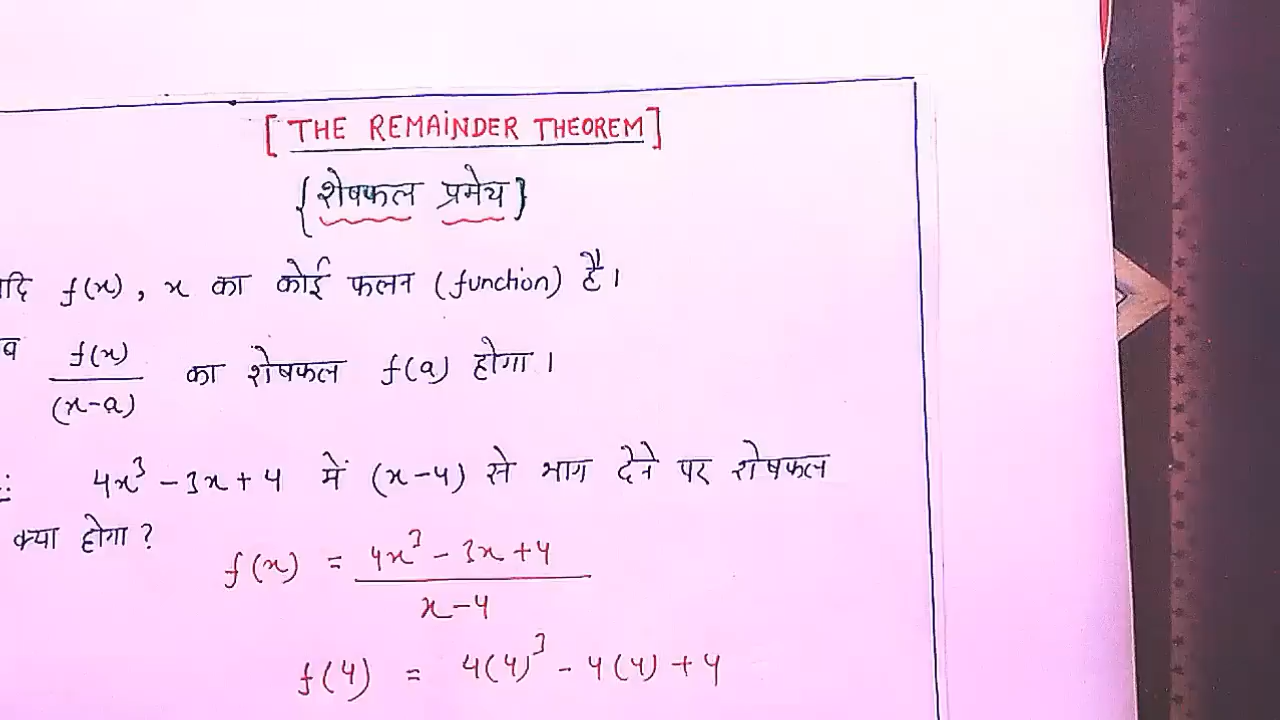 [ THE REMAINDER THEOREM ]
{ शेषफल प्रमेय }
f(x), x का कोई फलन (function) है।
f(x)
(x-a)
का शेषफल f(a) होगा।
4x³ - 3x + 4 में (x-4) से भाग देने पर शेषफल
क्या होगा ?
f(x) = 4x³ - 3x + 4
x-4
f(4) = 4(4)³ - 4(4) + 4